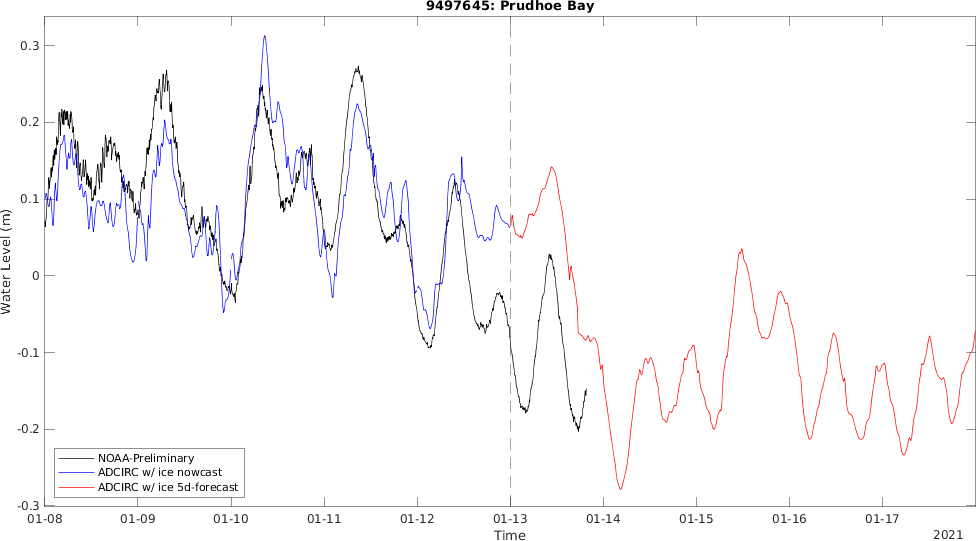 9497645: Prudhoe Bay
0.3
0.2
0.1
0
-0.1
-0.2
-0.3
Water Level (m)
NOAA-Preliminary
ADCIRC w/ ice nowcast
ADCIRC w/ ice 5d-forecast
01-08 01-09 01-10 01-11 01-12 01-13 01-14 01-15 01-16 01-17
Time
2021